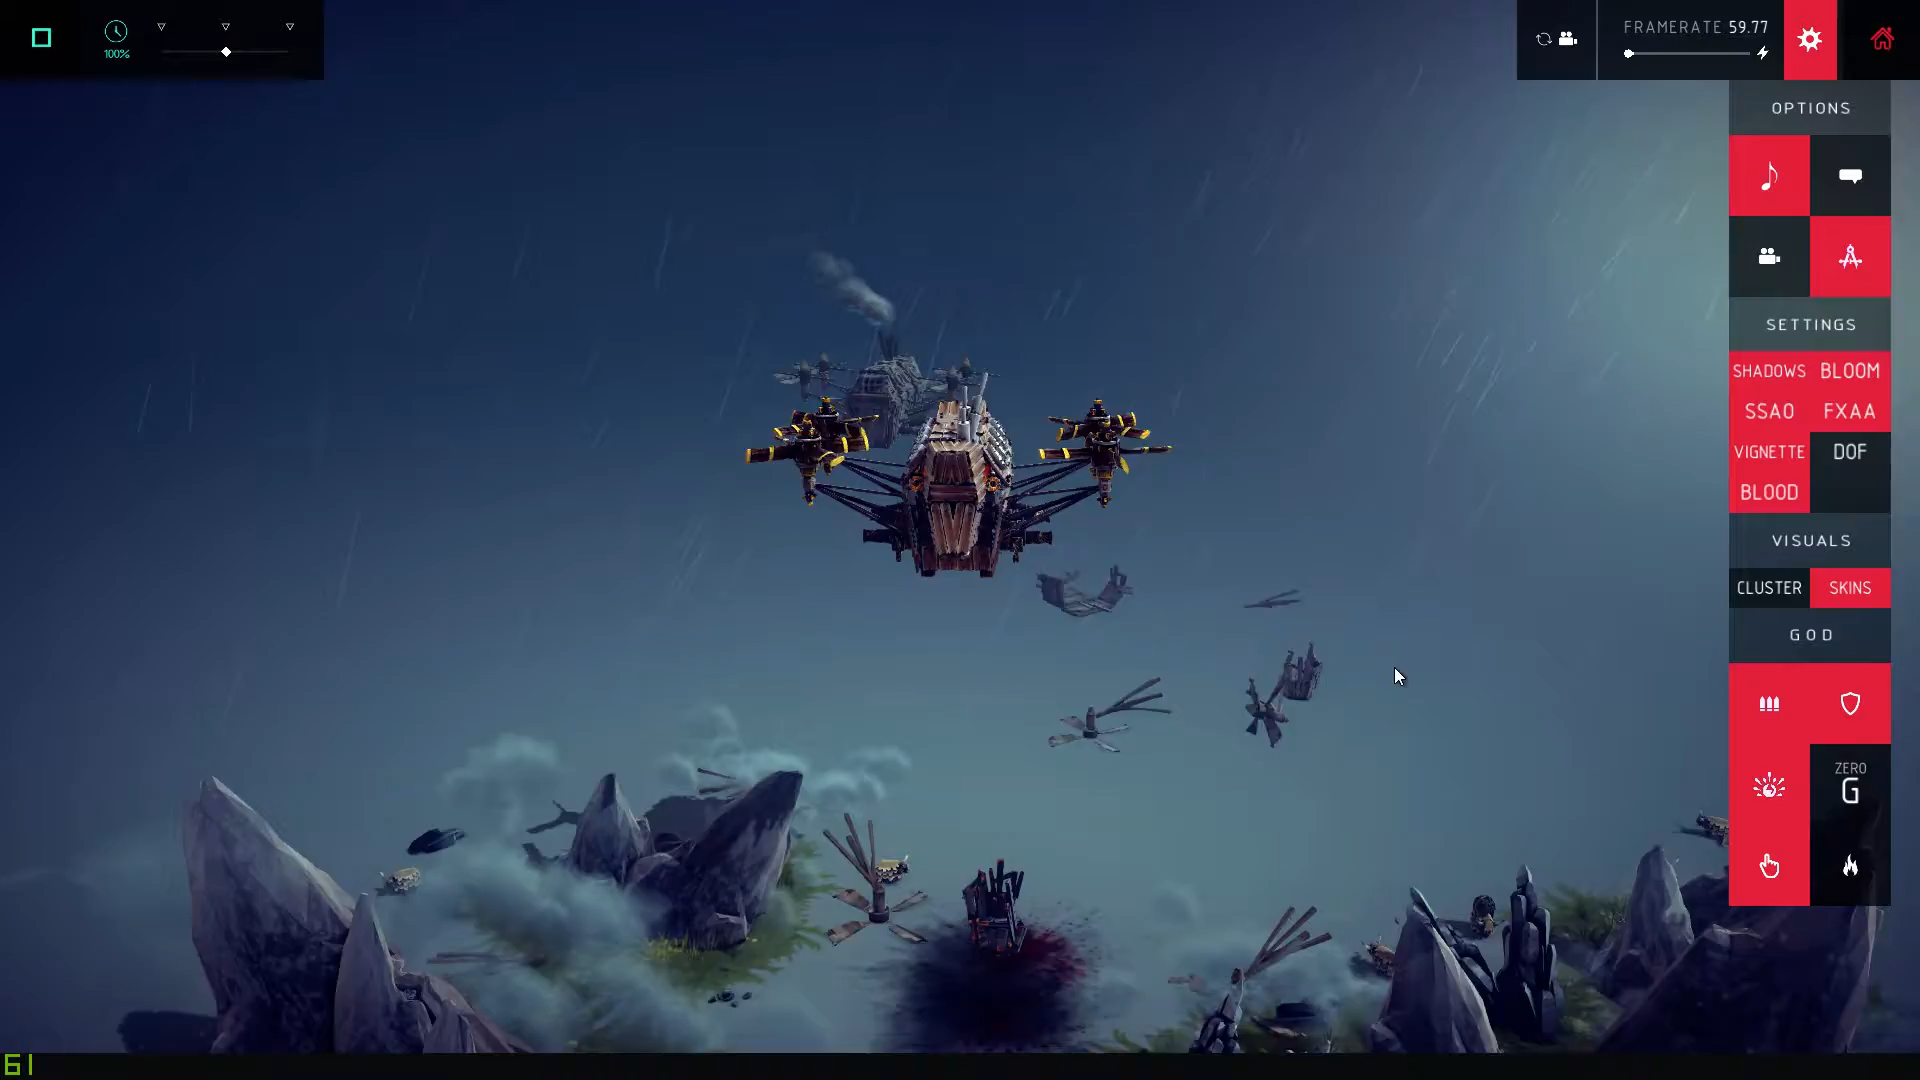 100%
FRAMERATE 59.77
OPTIONS
SETTINGS
SHADOWS BLOOM
SSAO FXAA
VIGNETTE DOF
BLOOD
VISUALS
CLUSTER SKINS
GOD
ZERO
G
61